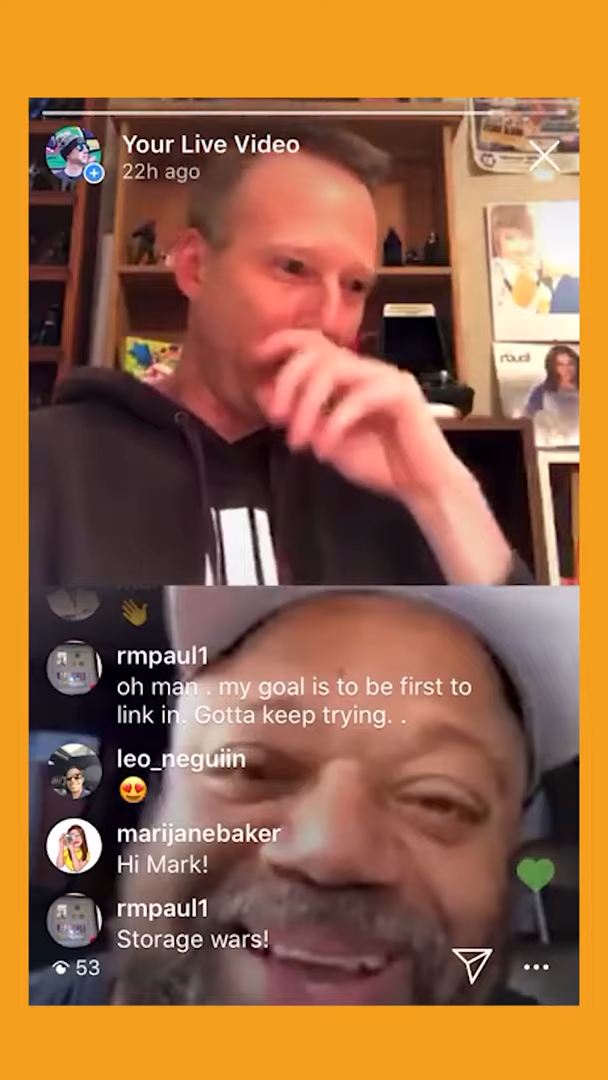 Your Live Video
22h ago
rmpaul1
oh man . my goal is to be first to
link in. Gotta keep trying. .
leo_neguiin
😍
marijanebaker
Hi Mark!
rmpaul1
Storage wars!
53